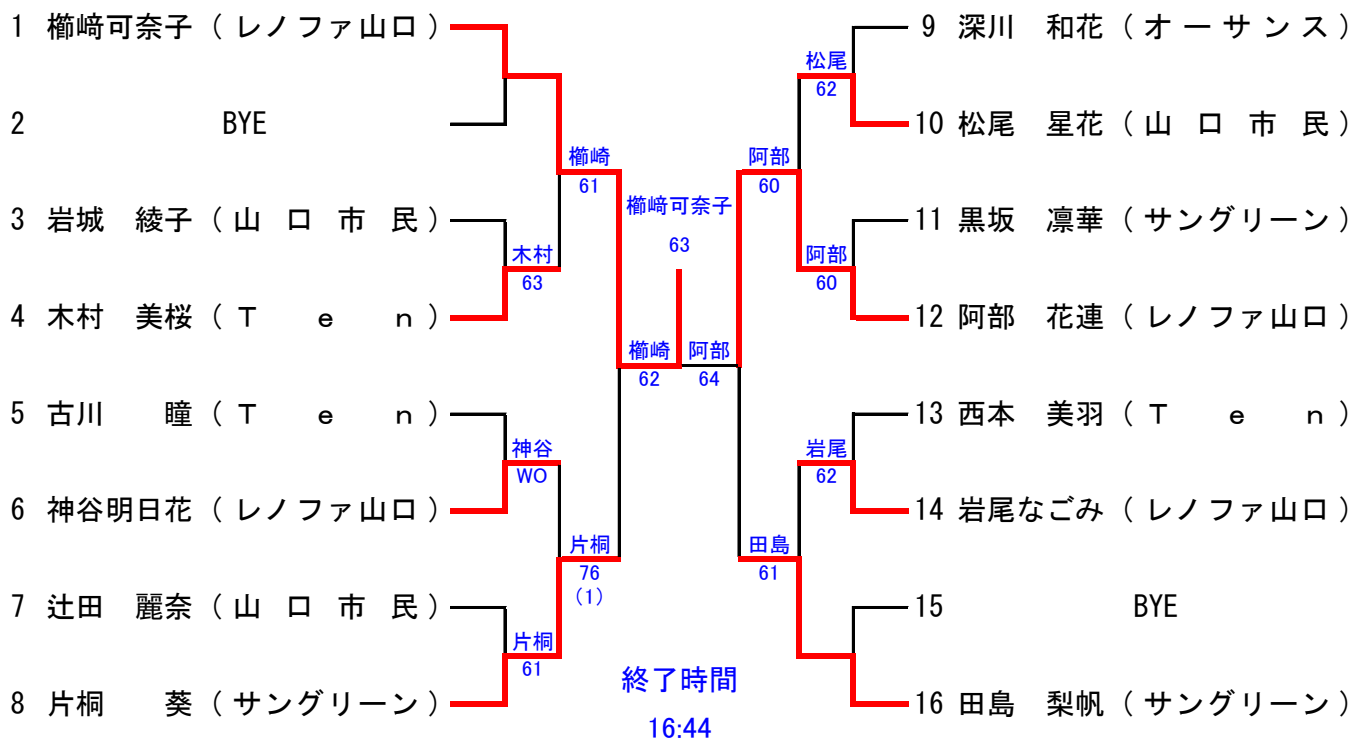 1 櫛﨑可奈子（レノファ山口）
2 BYE
3 岩城 綾子（山口市民）
4 木村 美桜（Ｔｅｎ）
5 古川 瞳（Ｔｅｎ）
6 神谷明日花（レノファ山口）
7 辻田 麗奈（山口市民）
8 片桐 葵（サングリーン）
木村
63
神谷
WO
片桐
61
櫛崎
61
片桐
76
(1)
櫛崎
62
櫛﨑可奈子
63
阿部
64
阿部
60
田島
61
松尾
62
阿部
60
岩尾
62
9 深川 和花（オーサンス）
10 松尾 星花（山口市民）
11 黒坂 凛華（サングリーン）
12 阿部 花連（レノファ山口）
13 西本 美羽（Ｔｅｎ）
14 岩尾なごみ（レノファ山口）
15 BYE
16 田島 梨帆（サングリーン）
終了時間
16:44